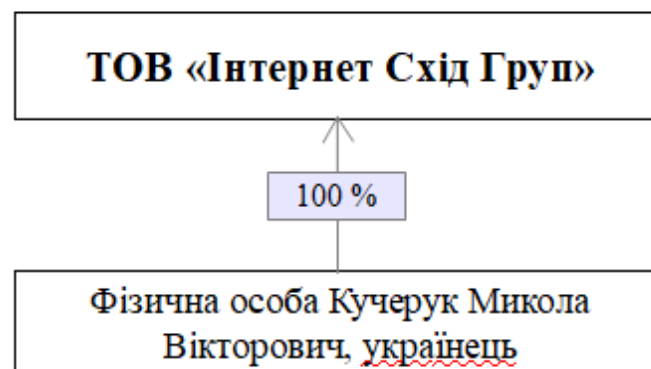 ТОВ «Інтернет Схід Груп»
100 %
Фізична особа Кучерук Микола
Вікторович, українець